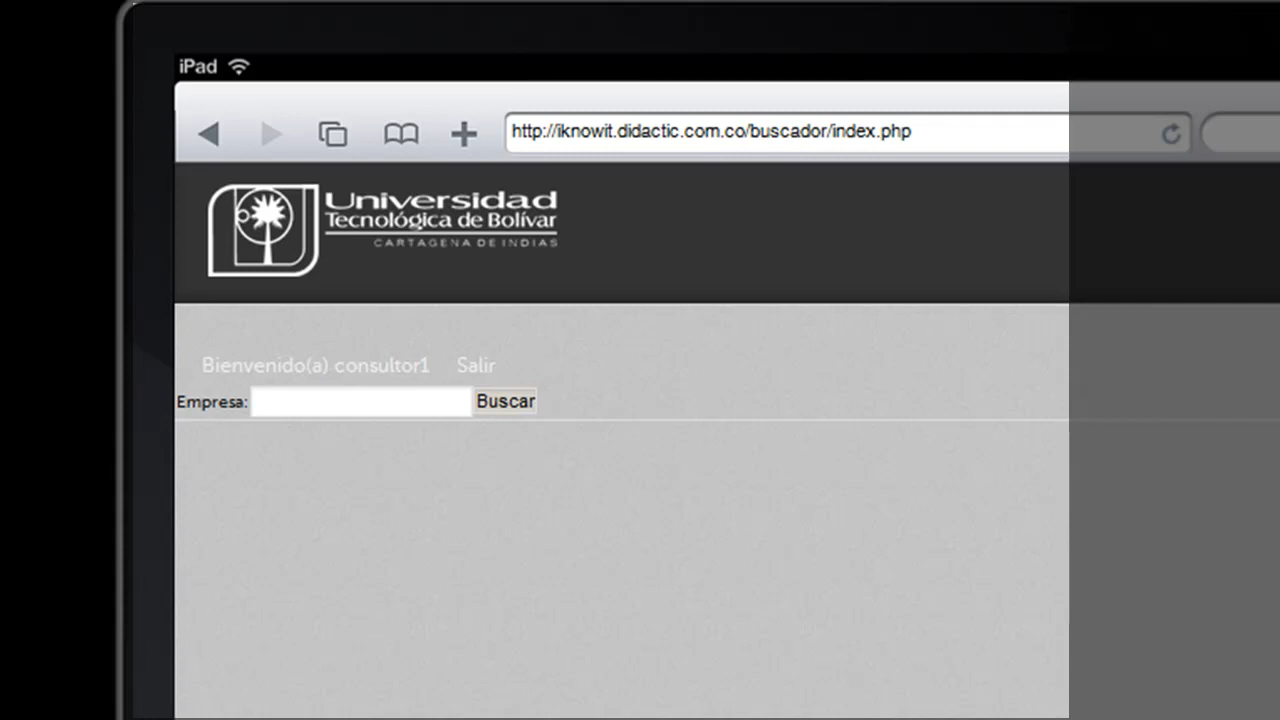 iPad
http://iknowit.didactic.com.co/buscador/index.php
Universidad
Tecnológica de Bolívar
CARTAGENA DE INDIAS
Bienvenido(a) consultor1 Salir
Empresa: Buscar